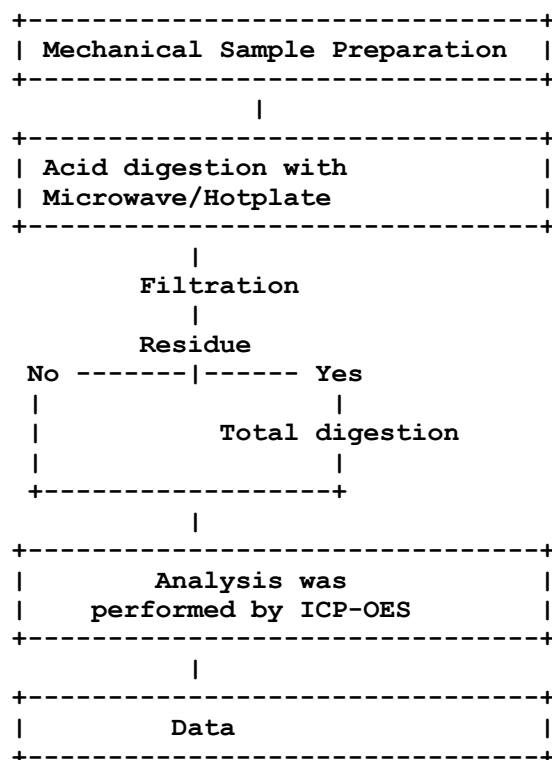 Mechanical Sample Preparation
Acid digestion with
Microwave/Hotplate
Filtration
Residue
No Yes
Total digestion
Analysis was
performed by ICP-OES
Data